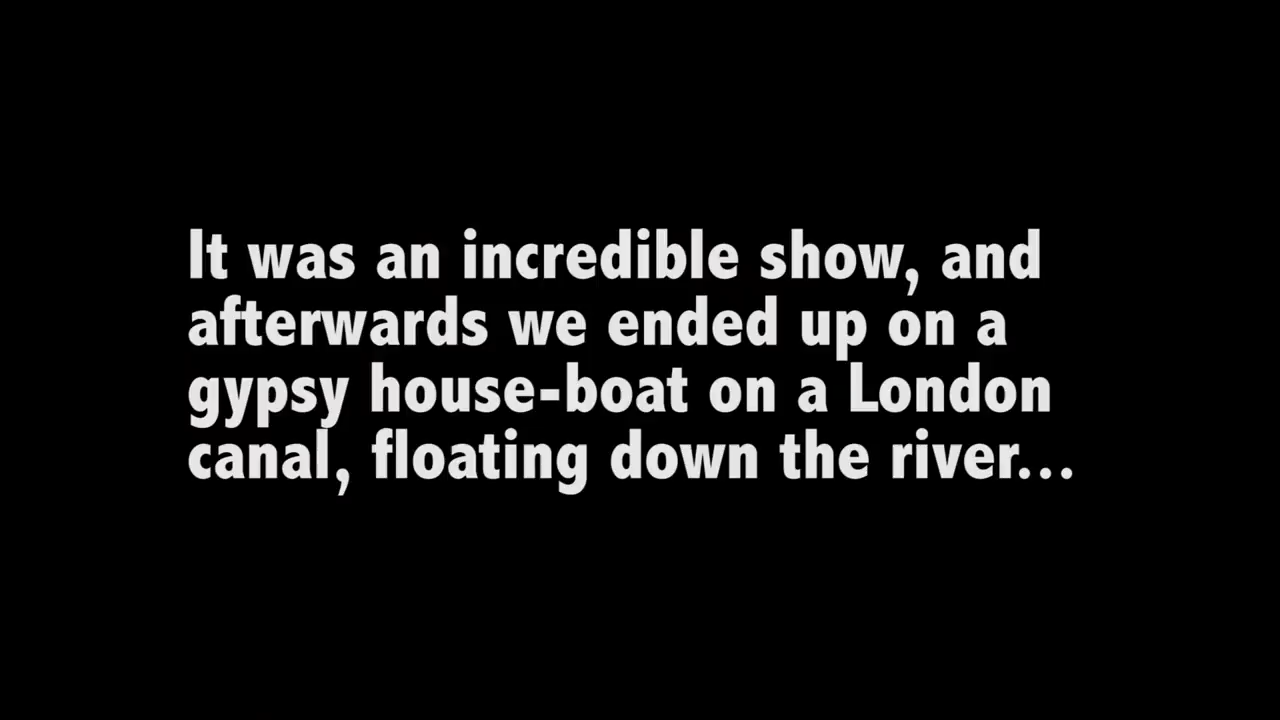 It was an incredible show, and
afterwards we ended up on a
gypsy house-boat on a London
canal, floating down the river...